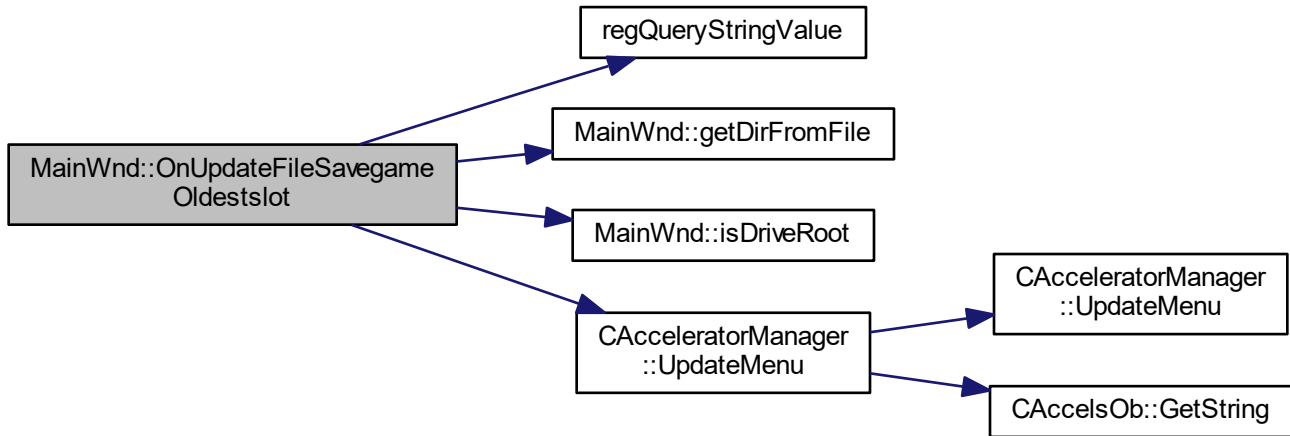 regQueryStringValue
MainWnd::getDirFromFile
MainWnd::OnUpdateFileSavegame
Oldestslot
MainWnd::isDriveRoot
CAcceleratorManager
::UpdateMenu
CAcceleratorManager
::UpdateMenu
CAccelsOb::GetString